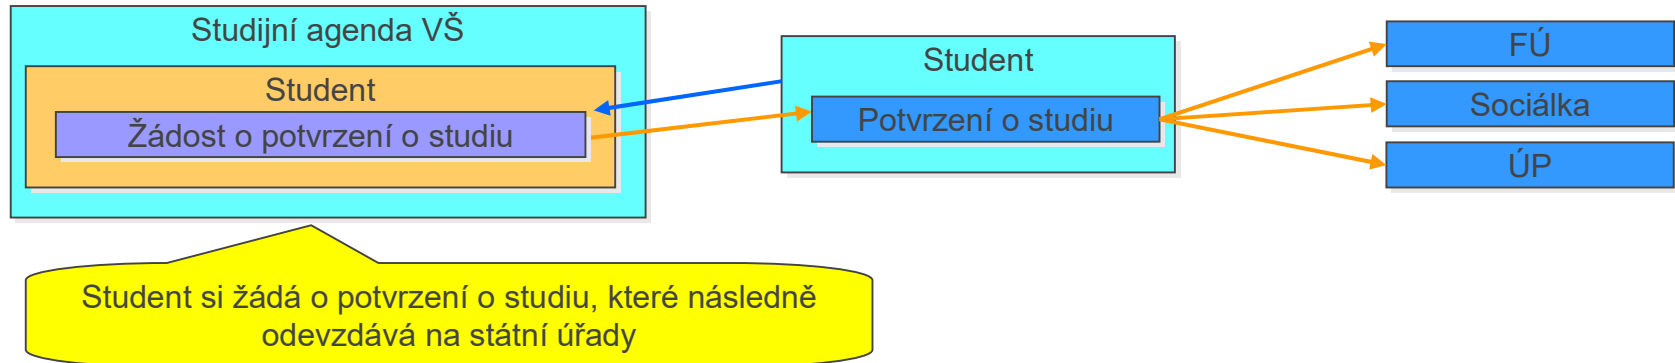 Studijní agenda VŠ
Student
Žádost o potvrzení o studiu
Student
Potvrzení o studiu
FÚ
Sociálka
ÚP
Student si žádá o potvrzení o studiu, které následně
odevzdává na státní úřady